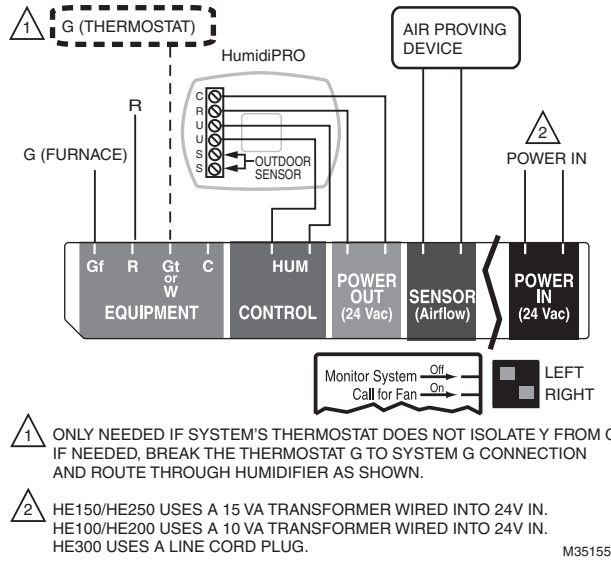 1 G (THERMOSTAT)
AIR PROVING
DEVICE
HumidiPRO
C
R
U
U
S
S
OUTDOOR
SENSOR
R
G (FURNACE)
2
POWER IN
Gf R Gt
or
W C
EQUIPMENT
HUM
CONTROL
POWER
OUT
(24 Vac)
SENSOR
(Airflow)
POWER
IN
(24 Vac)
Monitor System Off
Call for Fan On
LEFT
RIGHT
1 ONLY NEEDED IF SYSTEM'S THERMOSTAT DOES NOT ISOLATE Y FROM
IF NEEDED, BREAK THE THERMOSTAT G TO SYSTEM G CONNECTION
AND ROUTE THROUGH HUMIDIFIER AS SHOWN.
2 HE150/HE250 USES A 15 VA TRANSFORMER WIRED INTO 24V IN.
HE100/HE200 USES A 10 VA TRANSFORMER WIRED INTO 24V IN.
HE300 USES A LINE CORD PLUG.
M35155